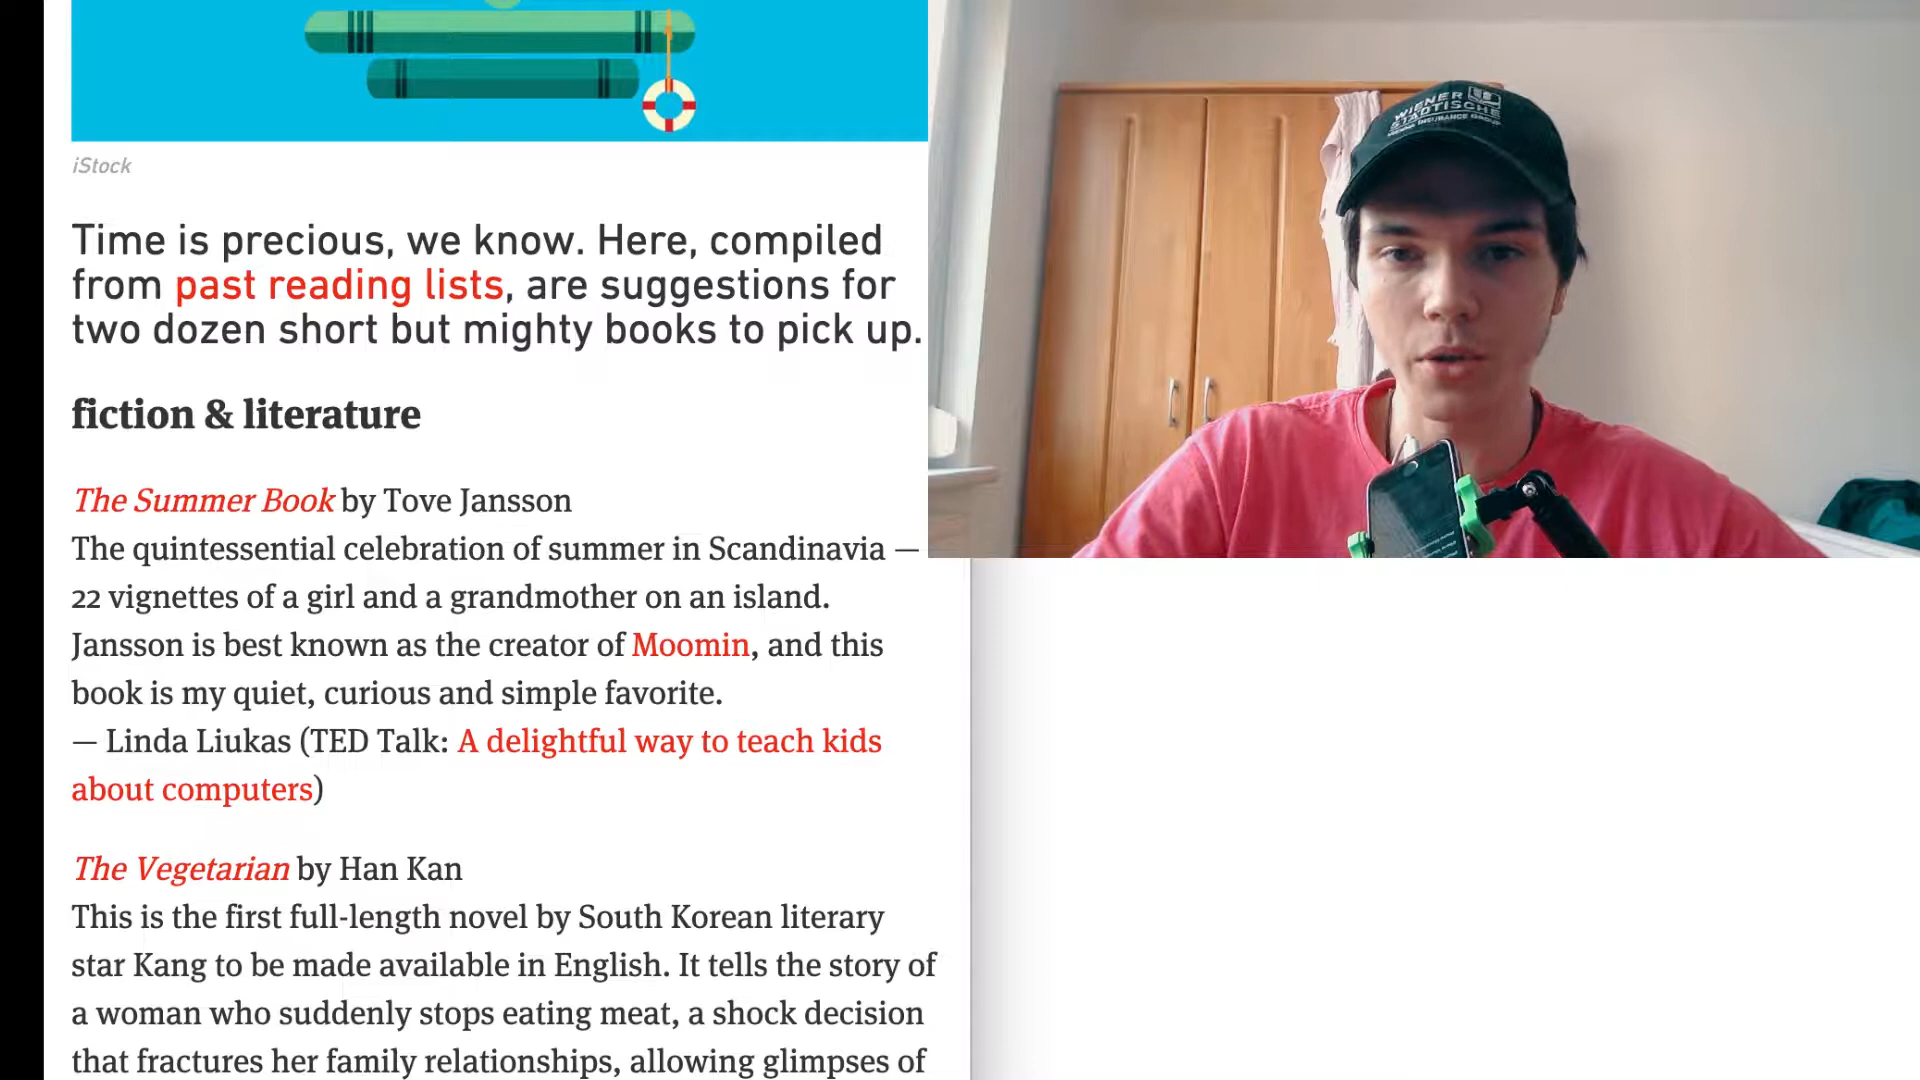 iStock
Time is precious, we know. Here, compiled
from past reading lists, are suggestions for
two dozen short but mighty books to pick up.
fiction & literature
The Summer Book by Tove Jansson
The quintessential celebration of summer in Scandinavia —
22 vignettes of a girl and a grandmother on an island.
Jansson is best known as the creator of Moomin, and this
book is my quiet, curious and simple favorite.
— Linda Liukas (TED Talk: A delightful way to teach kids
about computers)
The Vegetarian by Han Kan
This is the first full-length novel by South Korean literary
star Kang to be made available in English. It tells the story of
a woman who suddenly stops eating meat, a shock decision
that fractures her family relationships, allowing glimpses of
WIENER
STÄDTISCHE
VIENNA INSURANCE GROUP